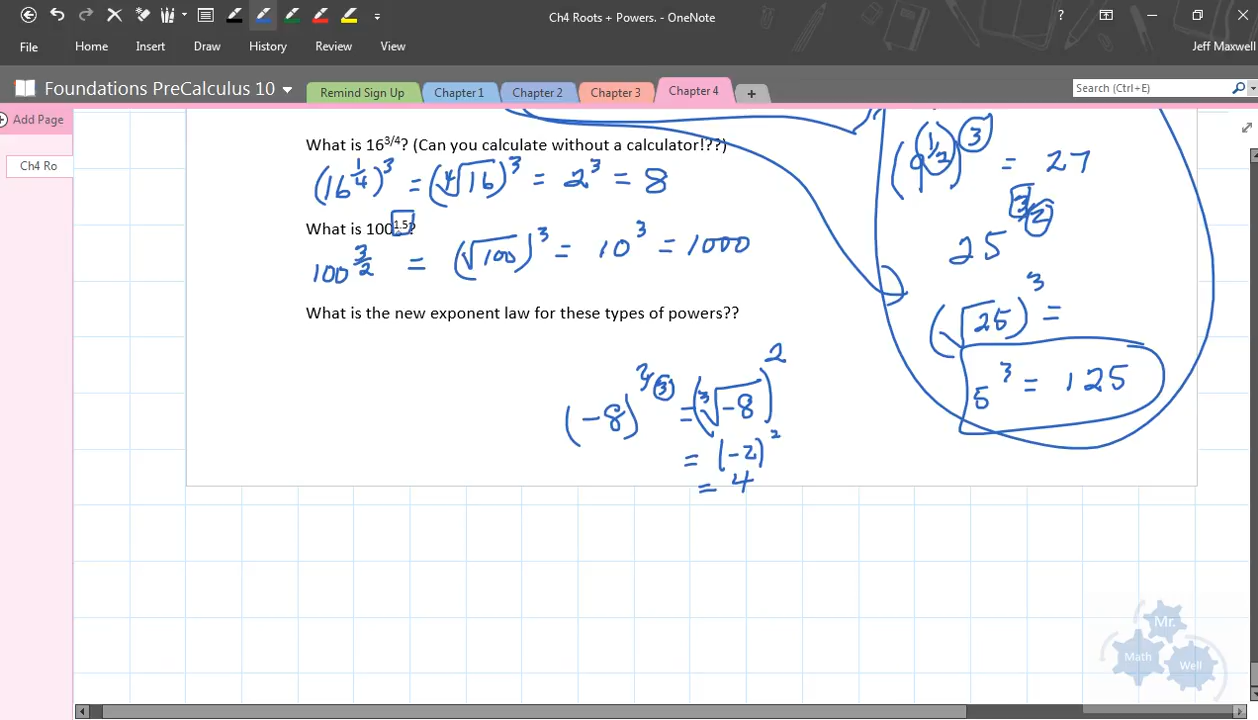 Ch4 Roots + Powers. - OneNote
?
File
Home
Insert
Draw
History
Review
View
Jeff Maxwell
Foundations PreCalculus 10
Remind Sign Up
Chapter 1
Chapter 2
Chapter 3
Chapter 4
+
Search (Ctrl+E)
Add Page
Ch4 Ro
What is 16^{3/4}? (Can you calculate without a calculator!??)
(16^{1/4})^3 = (∜16)^3 = 2^3 = 8
What is 100^{1.5}?
100^{3/2} = (√100)^3 = 10^3 = 1000
What is the new exponent law for these types of powers??
(-8)^{2/3} = (∛-8)^2
= (-2)^2
= 4
(9^{1/2})^3 = 27
25^{3/2}
(√25)^3 =
5^3 = 125
Mr.
Math
Well